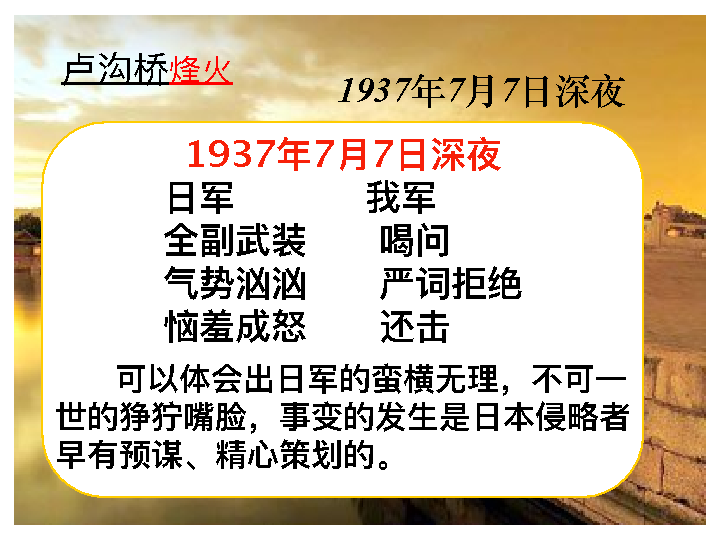 卢沟桥烽火
1937年7月7日深夜
1937年7月7日深夜
日军 我军
全副武装 喝问
气势汹汹 严词拒绝
恼羞成怒 还击
可以体会出日军的蛮横无理，不可一
世的狰狞嘴脸，事变的发生是日本侵略者
早有预谋、精心策划的。